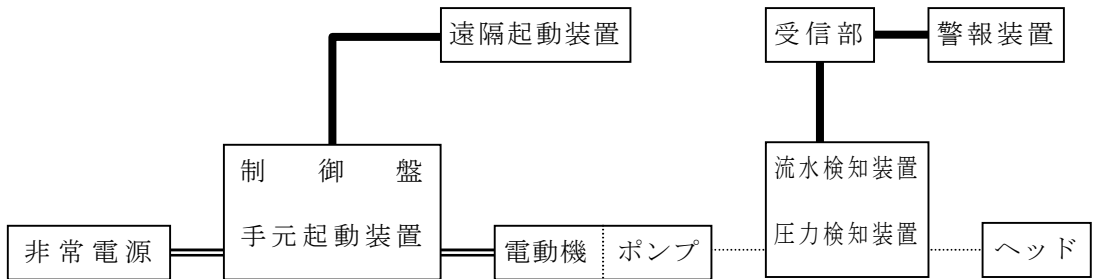 遠隔起動装置
受信部
警報装置
制御盤
手元起動装置
流水検知装置
圧力検知装置
非常電源
電動機
ポンプ
ヘッド